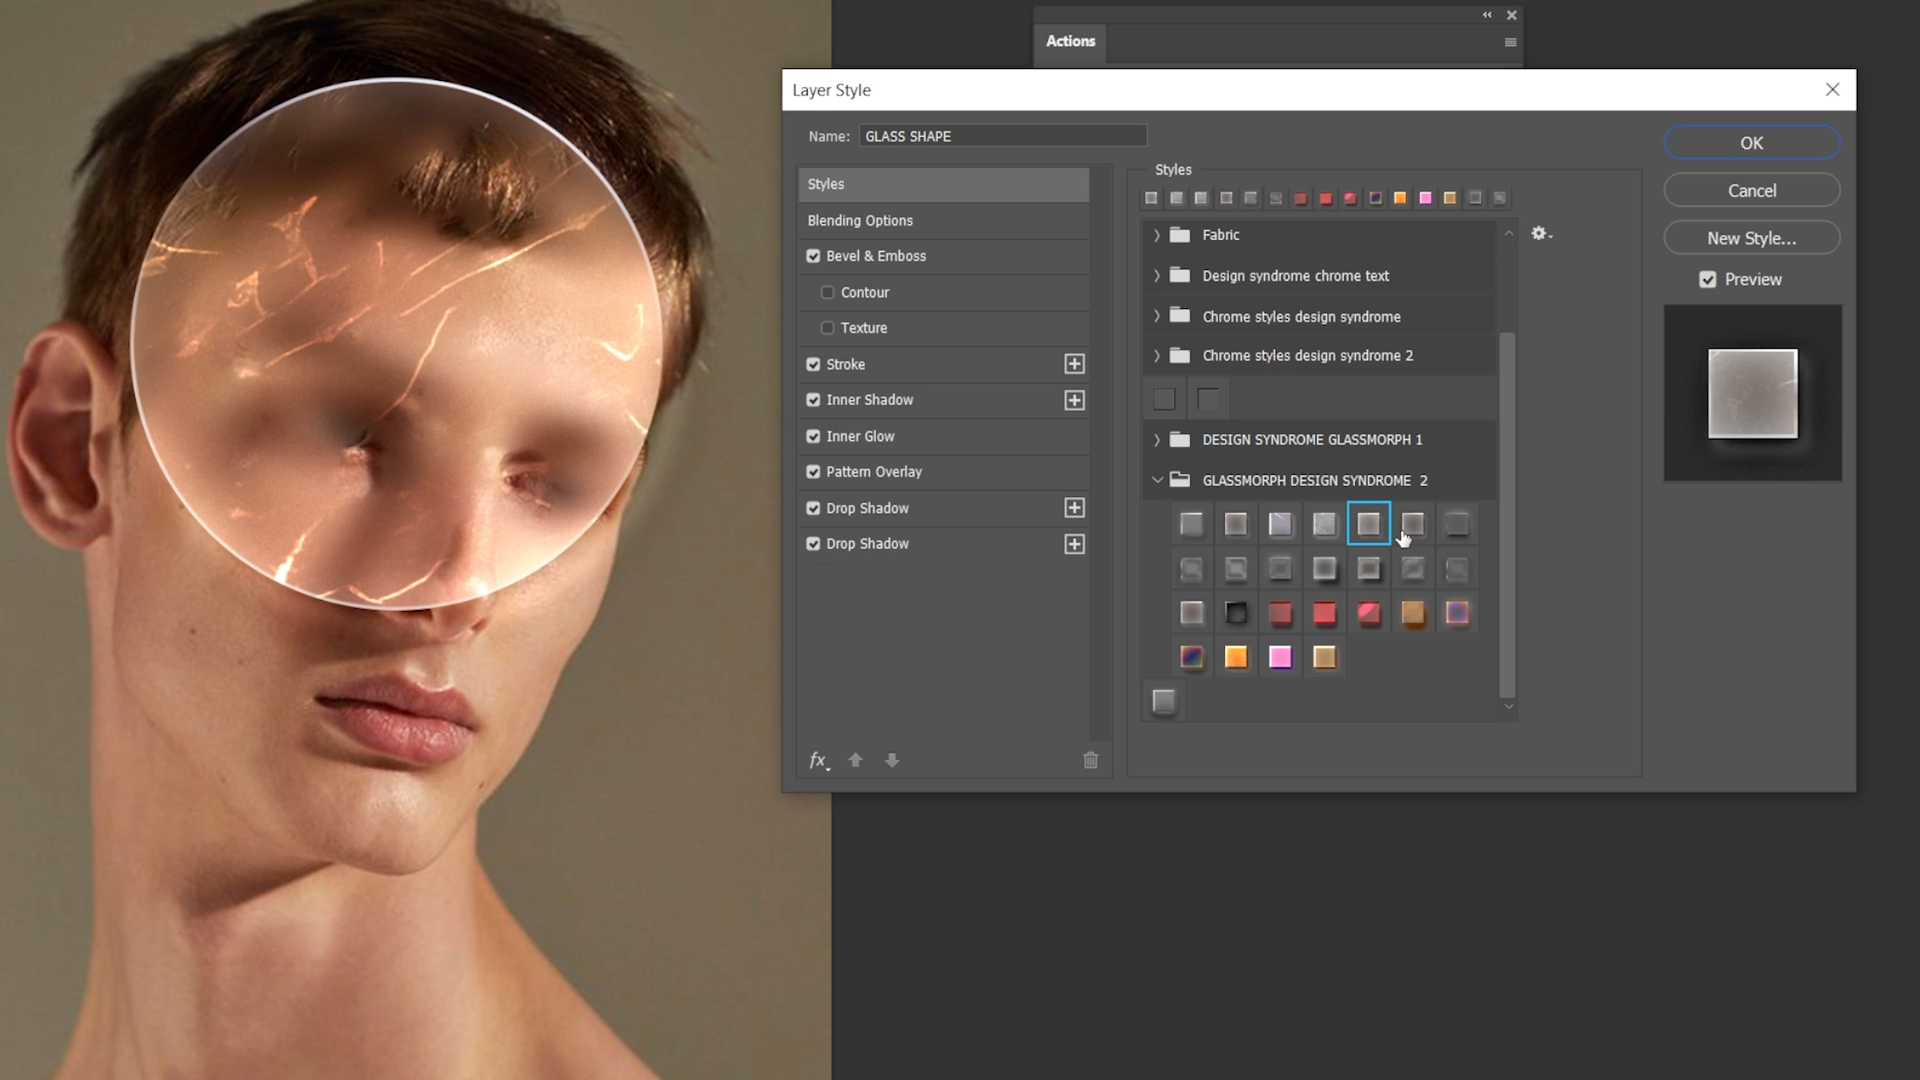 Actions
Layer Style
Name: GLASS SHAPE
Styles
Blending Options
Bevel & Emboss
Contour
Texture
Stroke
Inner Shadow
Inner Glow
Pattern Overlay
Drop Shadow
Drop Shadow
fx
Styles
Fabric
Design syndrome chrome text
Chrome styles design syndrome
Chrome styles design syndrome 2
DESIGN SYNDROME GLASSMORPH 1
GLASSMORPH DESIGN SYNDROME 2
OK
Cancel
New Style...
Preview